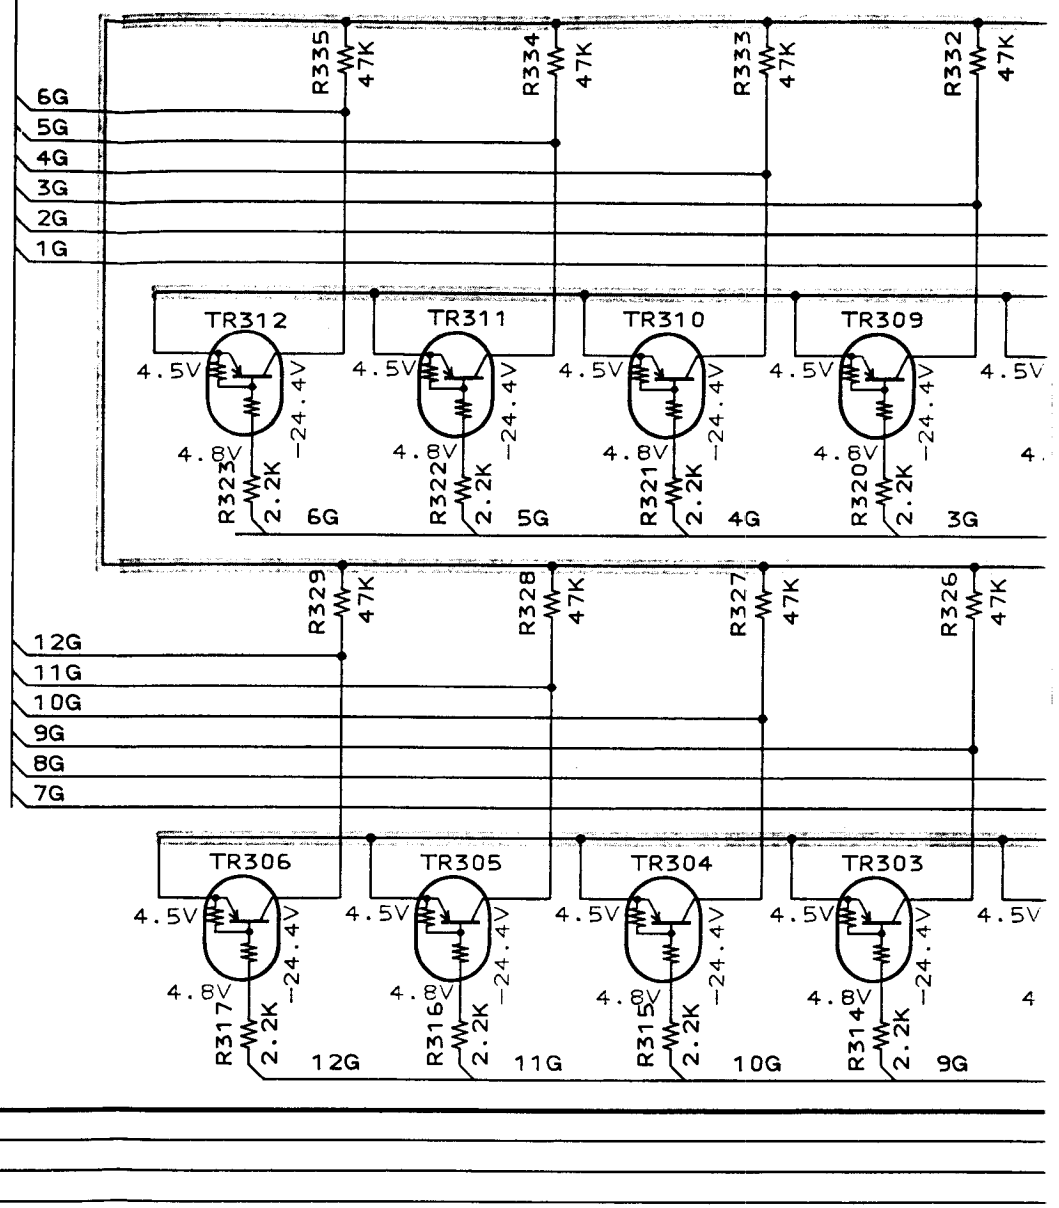 R335 47K R334 47K R333 47K R332 47K
6G
5G
4G
3G
2G
1G
TR312 TR311 TR310 TR309
4.5V -24.4V 4.5V -24.4V 4.5V -24.4V 4.5V -24.4V 4.5V
4.8V 4.8V 4.8V 4.8V 4.
R323 2.2K R322 2.2K R321 2.2K R320 2.2K
6G 5G 4G 3G
R329 47K R328 47K R327 47K R326 47K
12G
11G
10G
9G
8G
7G
TR306 TR305 TR304 TR303
4.5V -24.4V 4.5V -24.4V 4.5V -24.4V 4.5V -24.4V 4.5V
4.8V 4.8V 4.8V 4.8V 4
R317 2.2K R316 2.2K R315 2.2K R314 2.2K
12G 11G 10G 9G